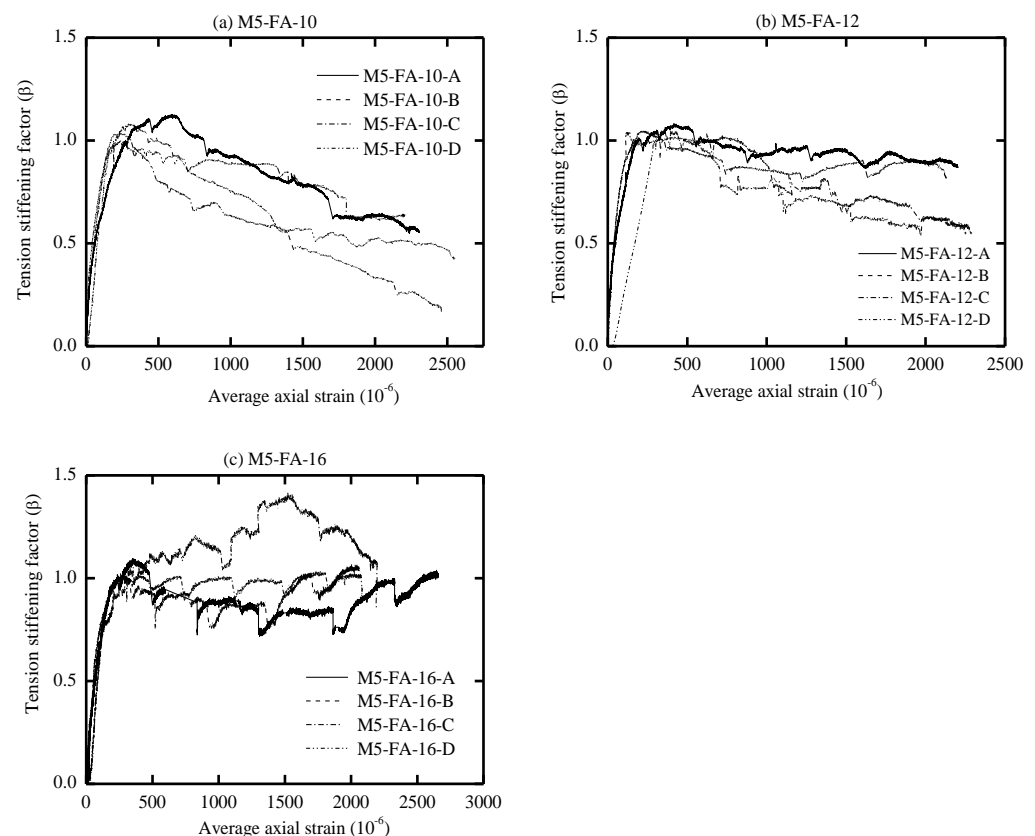 (a) M5-FA-10
1.5
1.0
0.5
0.0
Tension stiffening factor (β)
M5-FA-10-A
M5-FA-10-B
M5-FA-10-C
M5-FA-10-D
0 500 1000 1500 2000 2500
Average axial strain (10⁻⁶)
(b) M5-FA-12
1.5
1.0
0.5
0.0
Tension stiffening factor (β)
M5-FA-12-A
M5-FA-12-B
M5-FA-12-C
M5-FA-12-D
0 500 1000 1500 2000 2500
Average axial strain (10⁻⁶)
(c) M5-FA-16
1.5
1.0
0.5
0.0
Tension stiffening factor (β)
M5-FA-16-A
M5-FA-16-B
M5-FA-16-C
M5-FA-16-D
0 500 1000 1500 2000 2500 3000
Average axial strain (10⁻⁶)